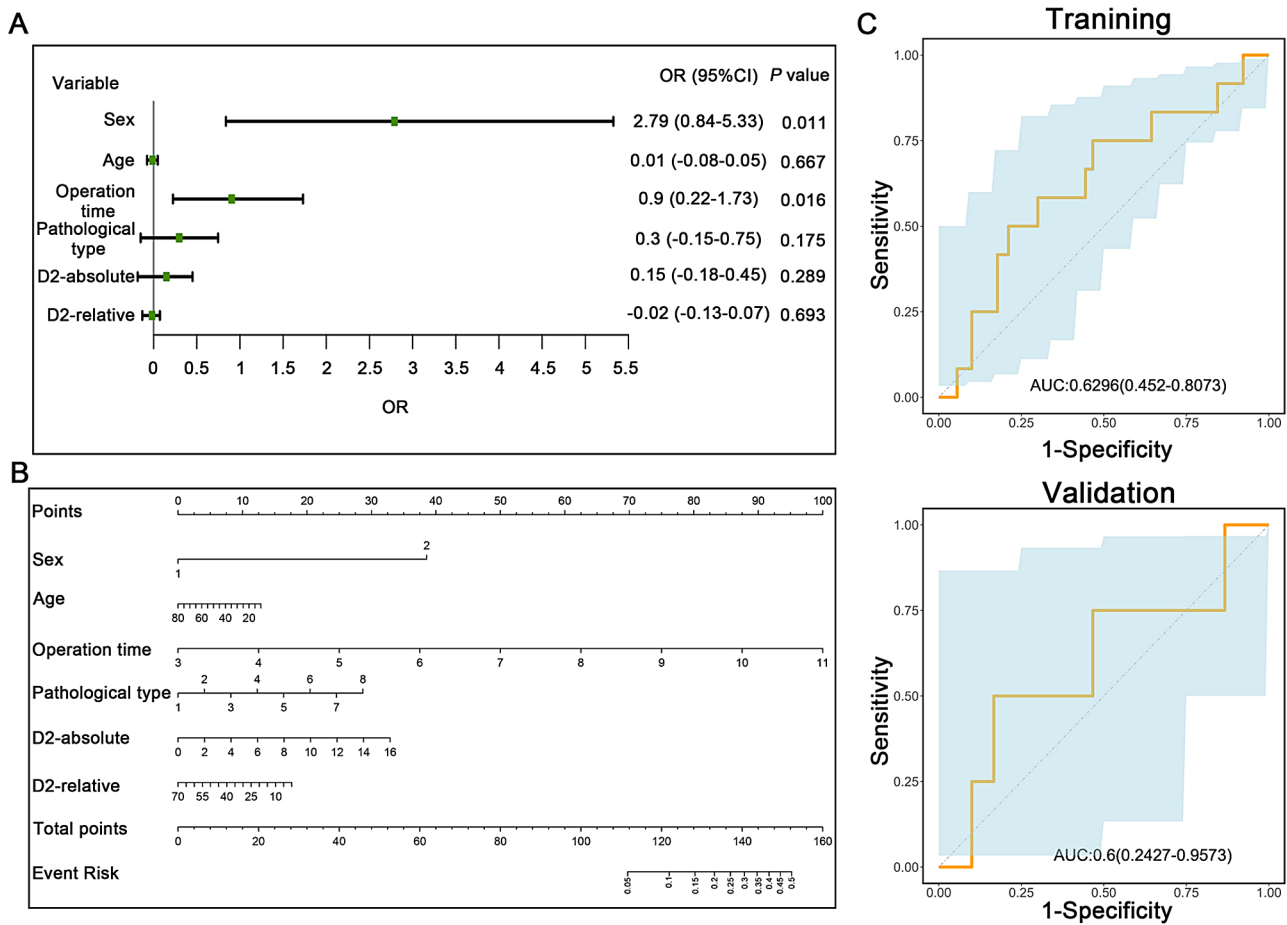 A
Variable OR (95%CI) P value
Sex 2.79 (0.84-5.33) 0.011
Age 0.01 (-0.08-0.05) 0.667
Operation
time 0.9 (0.22-1.73) 0.016
Pathological
type 0.3 (-0.15-0.75) 0.175
D2-absolute 0.15 (-0.18-0.45) 0.289
D2-relative -0.02 (-0.13-0.07) 0.693
0 0.5 1 1.5 2 2.5 3 3.5 4 4.5 5 5.5
OR
B
Points 0 10 20 30 40 50 60 70 80 90 100
Sex 1 2
Age 80 60 40 20
Operation time 3 4 5 6 7 8 9 10 11
2 4 6 8
Pathological type
1 3 5 7
D2-absolute 0 2 4 6 8 10 12 14 16
D2-relative 70 55 40 25 10
Total points 0 20 40 60 80 100 120 140 160
Event Risk 0.05 0.1 0.15 0.2 0.25 0.3 0.35 0.4 0.45 0.5
C
Tranining
1.00
0.75
0.50
0.25
0.00
Sensitivity
AUC:0.6296(0.452-0.8073)
0.00 0.25 0.50 0.75 1.00
1-Specificity
Validation
1.00
0.75
0.50
0.25
0.00
Sensitivity
AUC:0.6(0.2427-0.9573)
0.00 0.25 0.50 0.75 1.00
1-Specificity